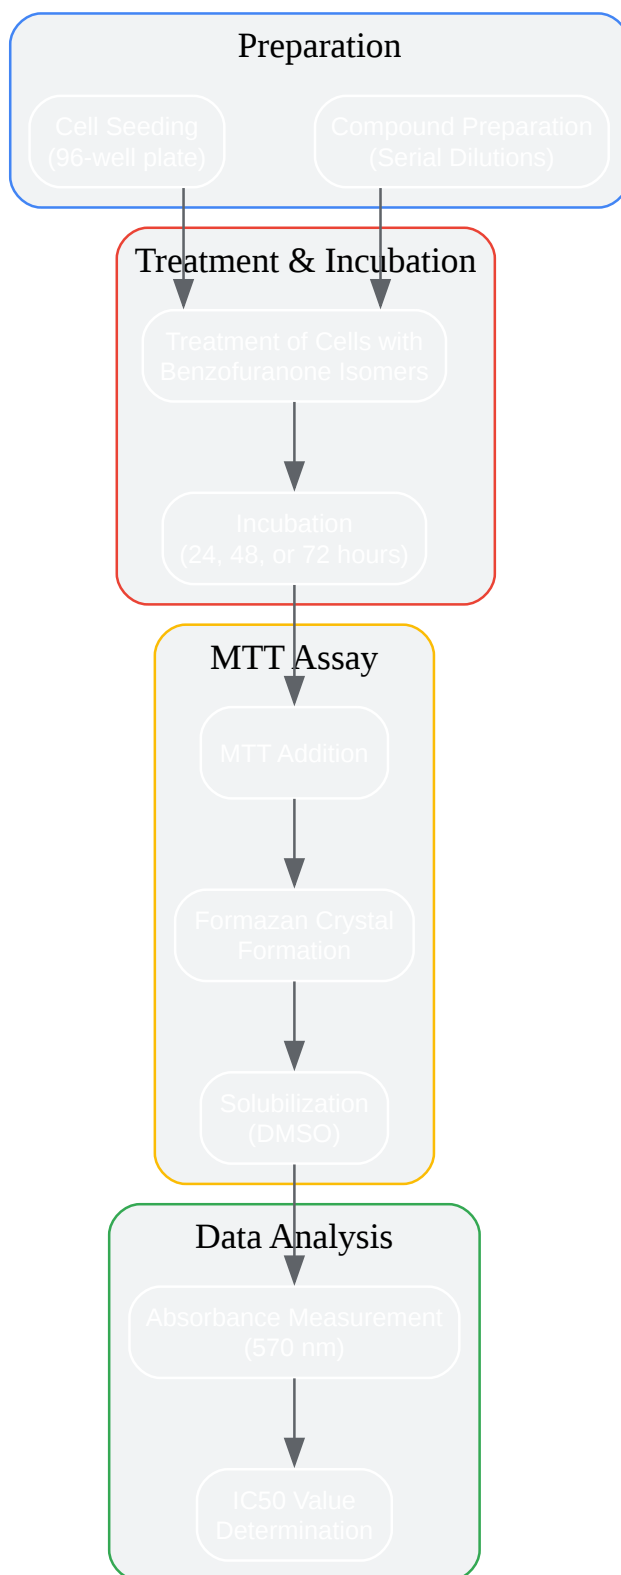 Preparation
Cell Seeding
(96-well plate)
Compound Preparation
(Serial Dilutions)
Treatment & Incubation
Treatment of Cells with
Benzofuranone Isomers
Incubation
(24, 48, or 72 hours)
MTT Assay
MTT Addition
Formazan Crystal
Formation
Solubilization
(DMSO)
Data Analysis
Absorbance Measurement
(570 nm)
IC50 Value
Determination